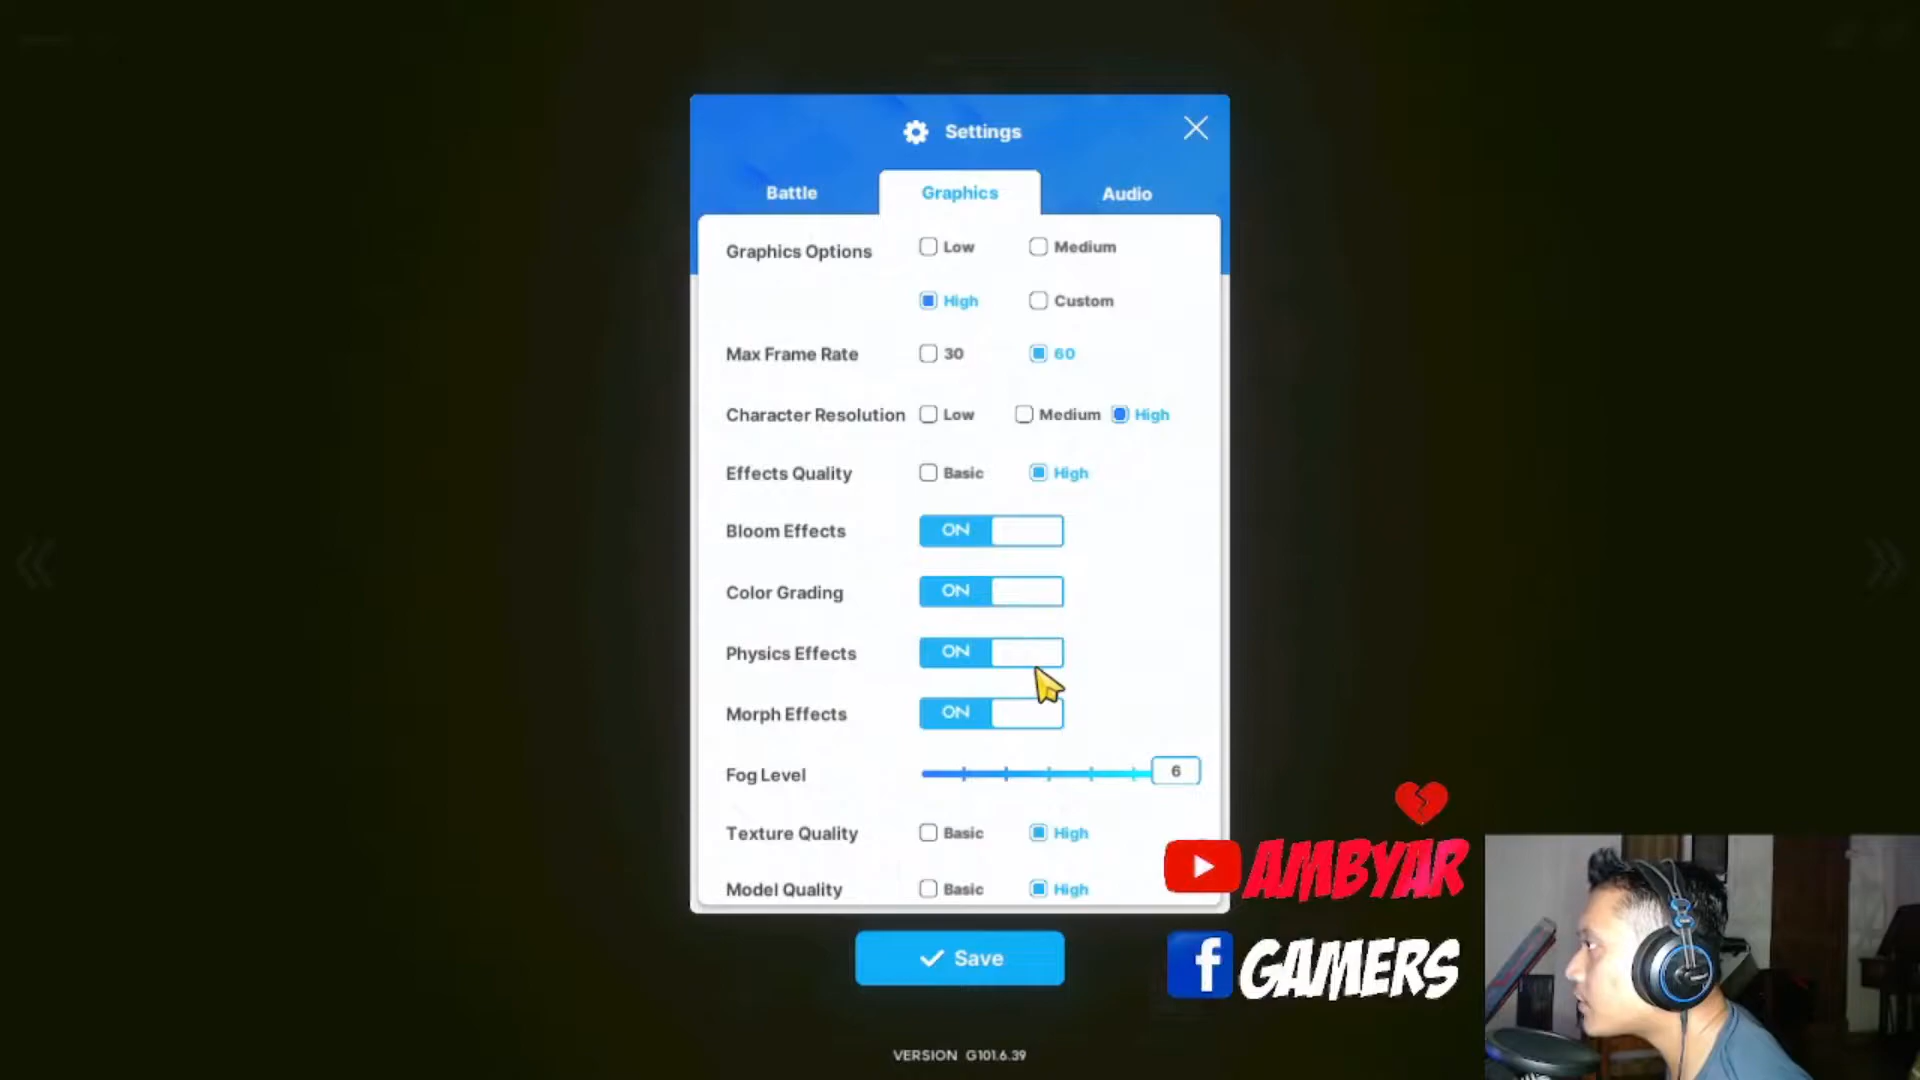 Settings
Battle Graphics Audio
Graphics Options Low Medium
High Custom
Max Frame Rate 30 60
Character Resolution Low Medium High
Effects Quality Basic High
Bloom Effects ON
Color Grading ON
Physics Effects ON
Morph Effects ON
Fog Level 6
Texture Quality Basic High
Model Quality Basic High
AMBYAR
Save
f GAMERS
VERSION G101.6.39